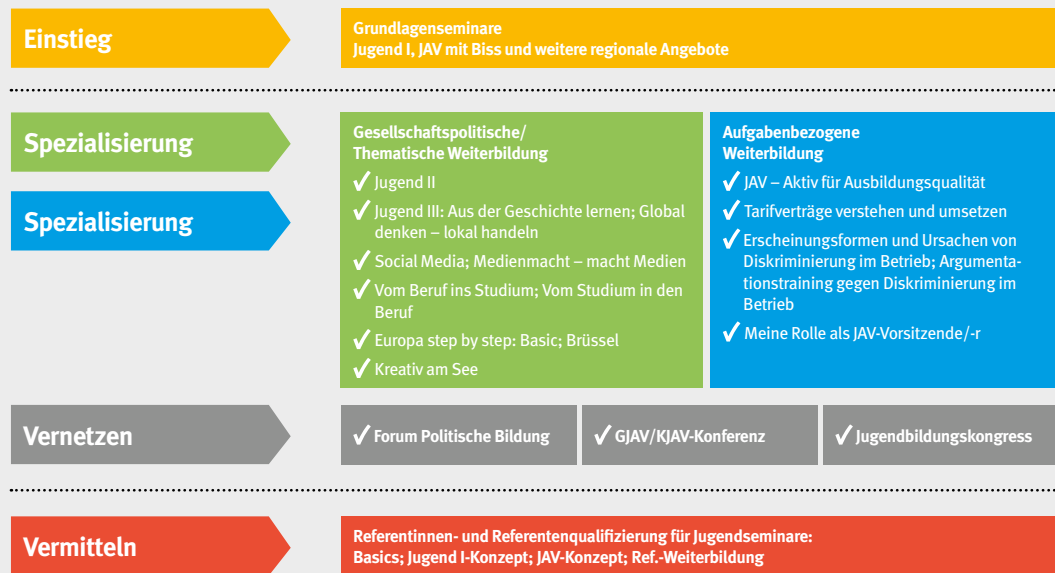 Einstieg
Grundlagenseminare
Jugend I, JAV mit Biss und weitere regionale Angebote
Spezialisierung
Spezialisierung
Gesellschaftspolitische/
Thematische Weiterbildung
✓ Jugend II
✓ Jugend III: Aus der Geschichte lernen; Global
denken – lokal handeln
✓ Social Media; Medienmacht – macht Medien
✓ Vom Beruf ins Studium; Vom Studium in den
Beruf
✓ Europa step by step: Basic; Brüssel
✓ Kreativ am See
Aufgabenbezogene
Weiterbildung
✓ JAV – Aktiv für Ausbildungsqualität
✓ Tarifverträge verstehen und umsetzen
✓ Erscheinungsformen und Ursachen von
Diskriminierung im Betrieb; Argumenta-
tionstraining gegen Diskriminierung im
Betrieb
✓ Meine Rolle als JAV-Vorsitzende/-r
Vernetzen
✓ Forum Politische Bildung
✓ GJAV/KJAV-Konferenz
✓ Jugendbildungskongress
Vermitteln
Referentinnen- und Referentenqualifizierung für Jugendseminare:
Basics; Jugend I-Konzept; JAV-Konzept; Ref.-Weiterbildung